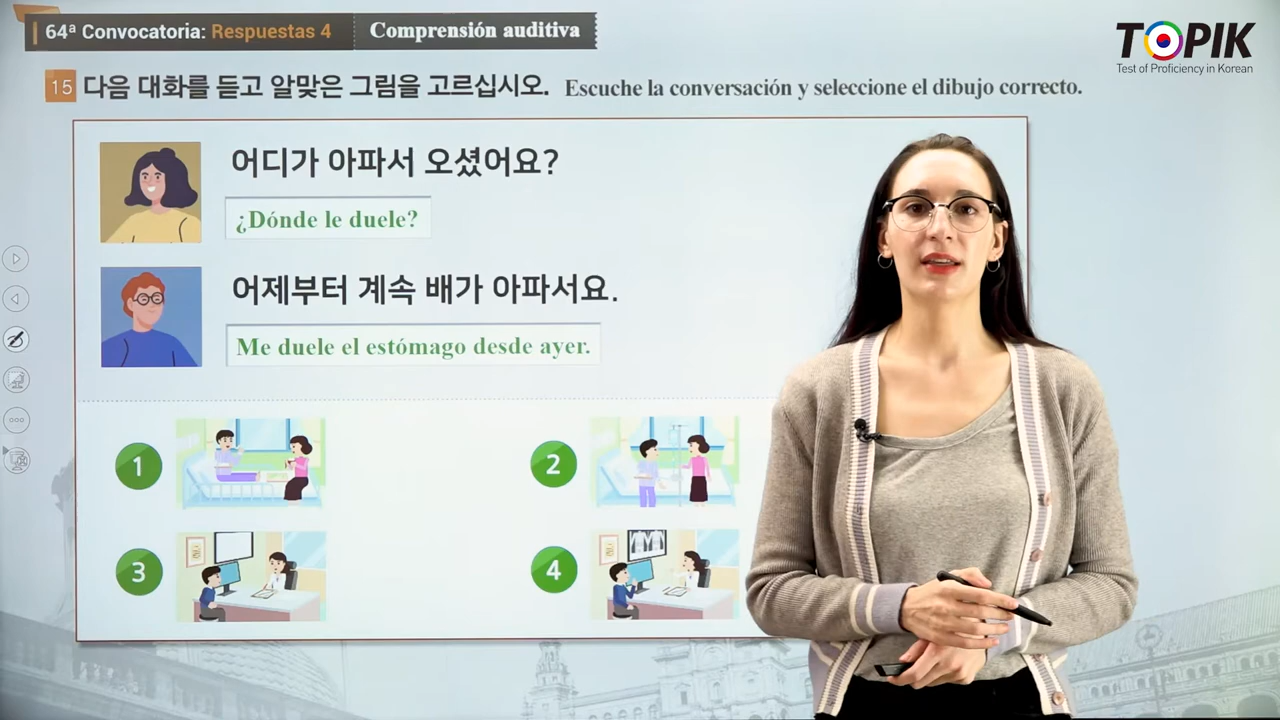 64ª Convocatoria: Respuestas 4
Comprensión auditiva
TOPIK
Test of Proficiency in Korean
15 다음 대화를 듣고 알맞은 그림을 고르십시오. Escuche la conversación y seleccione el dibujo correcto.
어디가 아파서 오셨어요?
¿Dónde le duele?
어제부터 계속 배가 아파서요.
Me duele el estómago desde ayer.
1
2
3
4